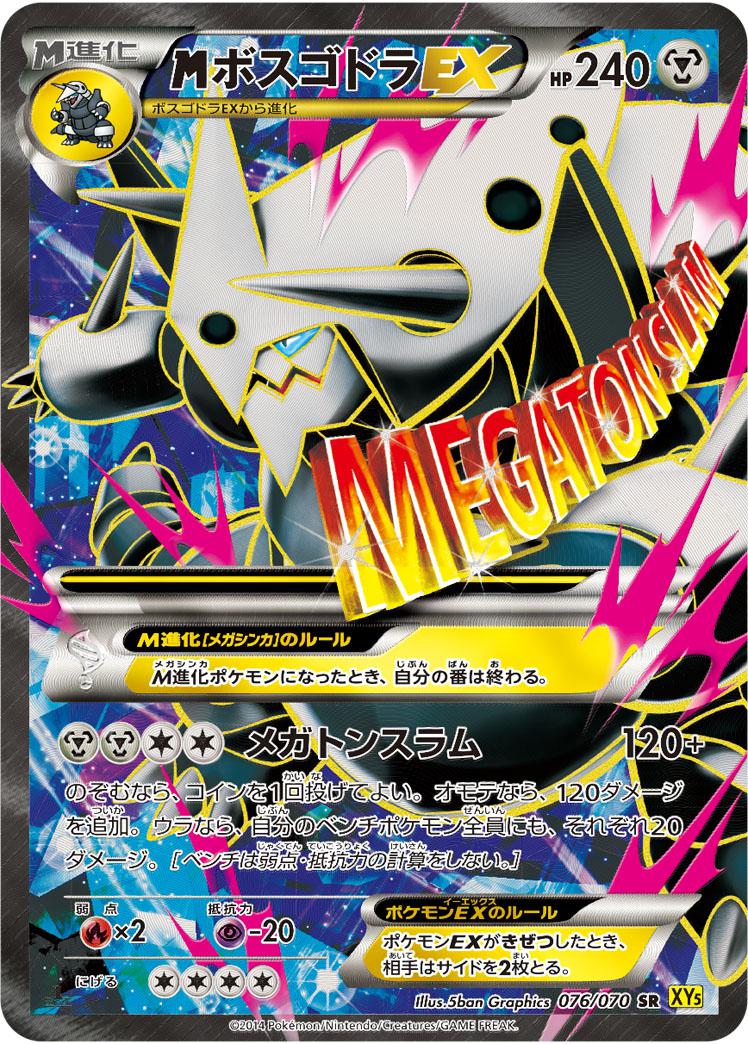 M進化
MボスゴドラEX HP240
ボスゴドラEXから進化
MEGATON SLAM
M進化[メガシンカ]のルール
M進化ポケモンになったとき、自分の番は終わる。
メガトンスラム 120+
のぞむなら、コインを1回投げてよい。オモテなら、120ダメージ
を追加。ウラなら、自分のベンチポケモン全員にも、それぞれ20
ダメージ。[ベンチは弱点・抵抗力の計算をしない。]
弱点 抵抗力
×2 -20
にげる
ポケモンEXのルール
ポケモンEXがきぜつしたとき、
相手はサイドを2枚とる。
Illus.5ban Graphics 076/070 SR XY5
©2014 Pokémon/Nintendo/Creatures/GAME FREAK.